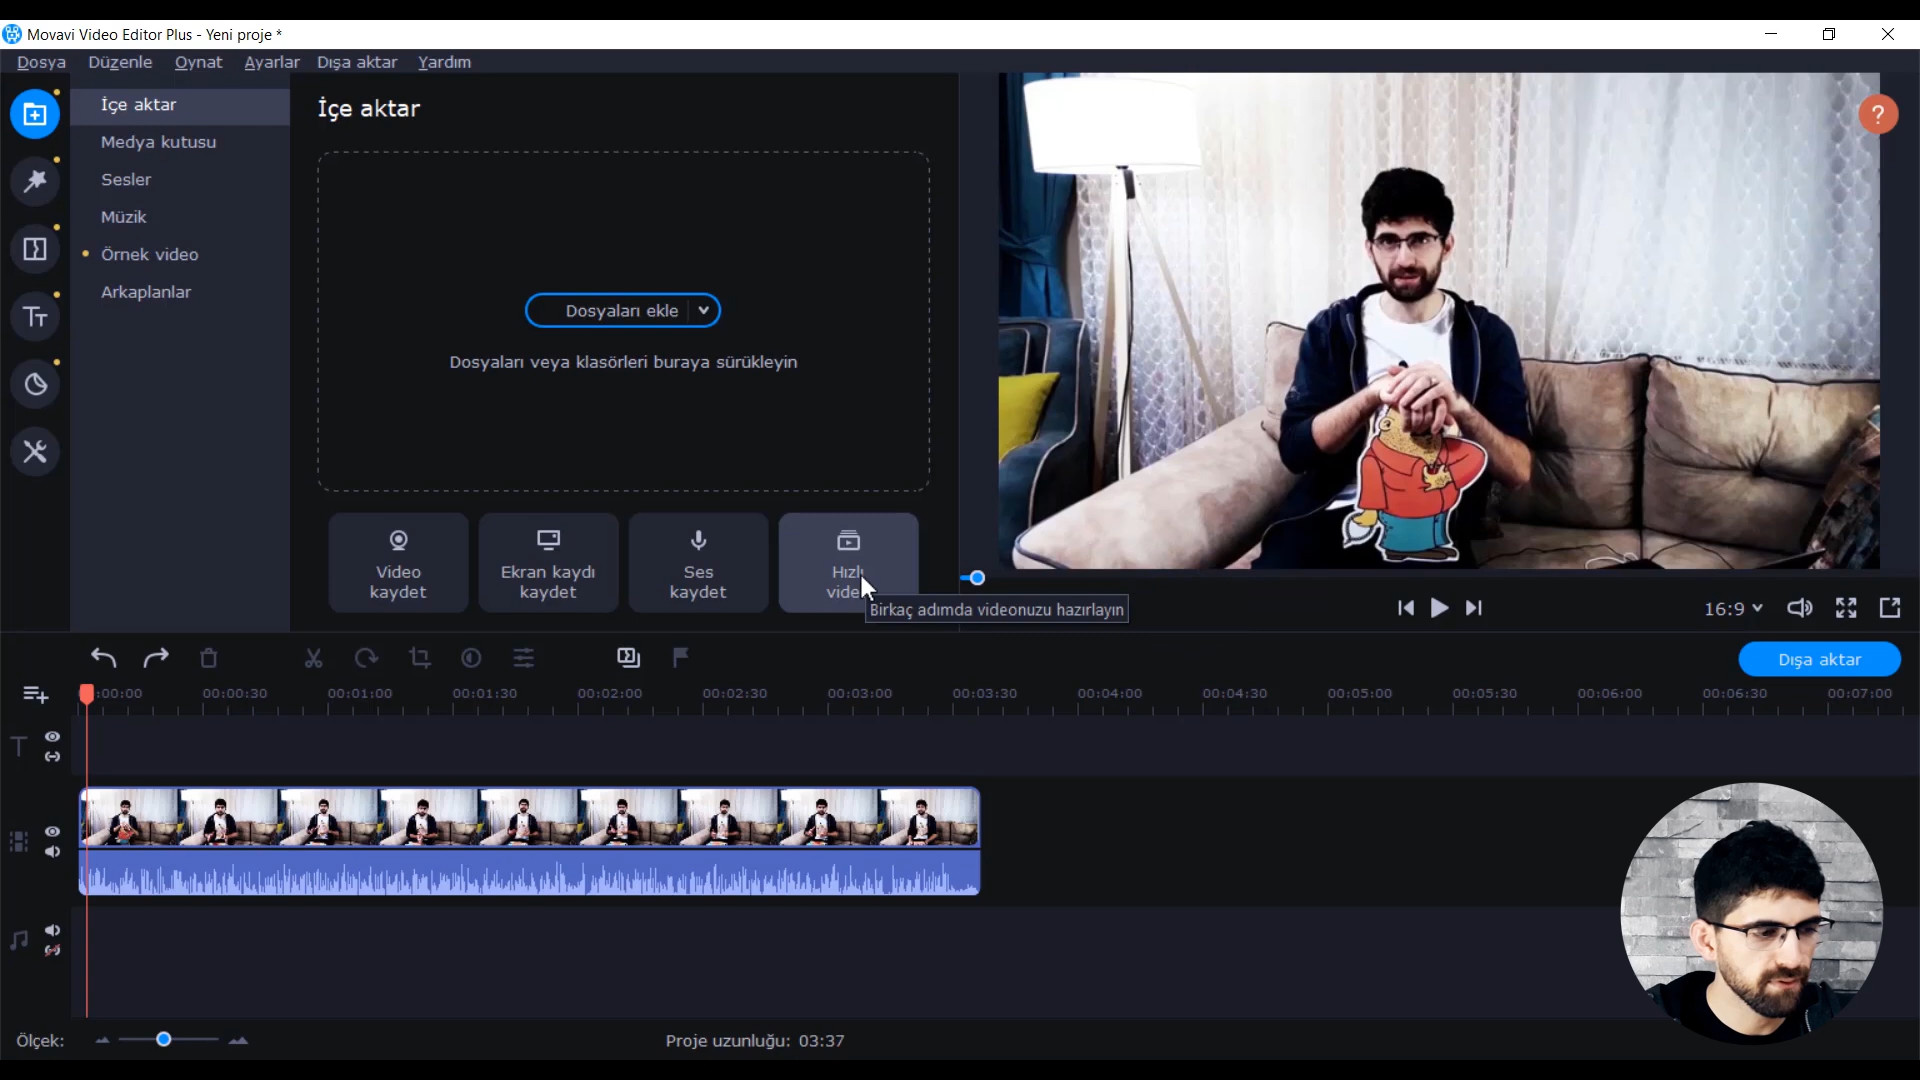 Movavi Video Editor Plus - Yeni proje *
Dosya Düzenle Oynat Ayarlar Dışa aktar Yardım
İçe aktar
Medya kutusu
Sesler
Müzik
Örnek video
Arkaplanlar
İçe aktar
Dosyaları ekle
Dosyaları veya klasörleri buraya sürükleyin
Video
kaydet
Ekran kaydı
kaydet
Ses
kaydet
Hızlı
video
Birkaç adımda videonuzu hazırlayın
?
16:9
Dışa aktar
:00:00 00:00:30 00:01:00 00:01:30 00:02:00 00:02:30 00:03:00 00:03:30 00:04:00 00:04:30 00:05:00 00:05:30 00:06:00 00:06:30 00:07:00
Ölçek:
Proje uzunluğu: 03:37